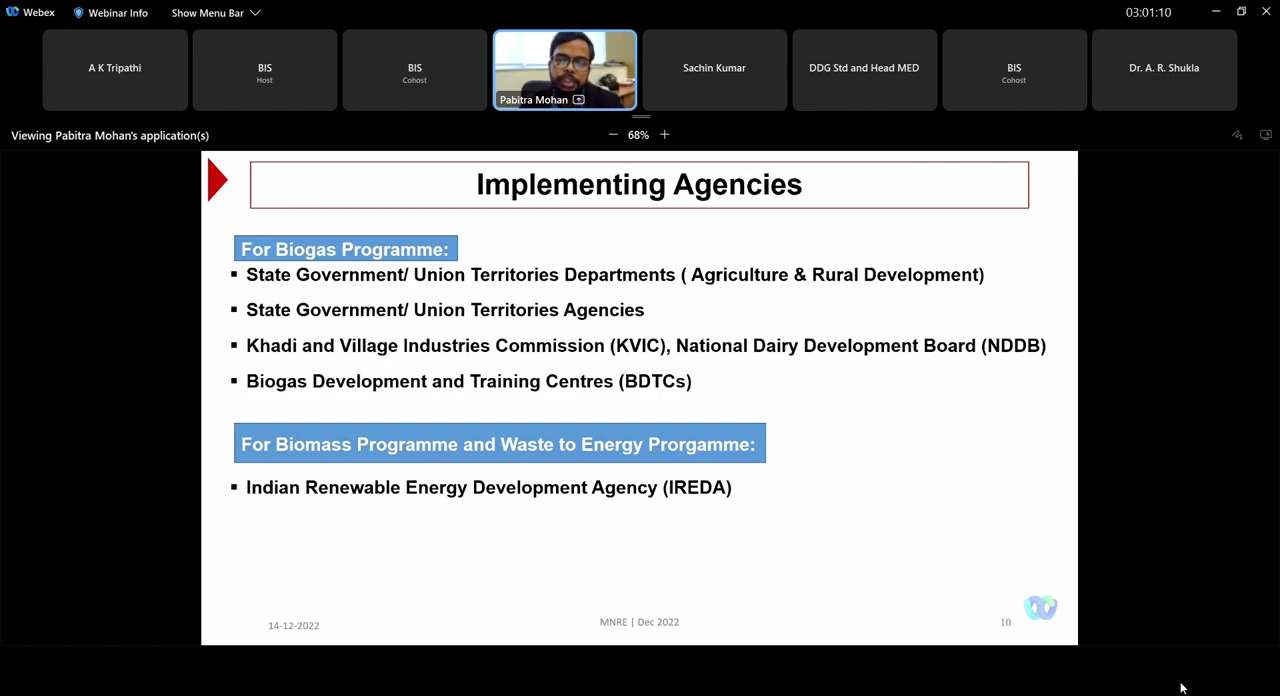 Webex Webinar Info Show Menu Bar 03:01:10
A K Tripathi
BIS
Host
BIS
Cohost
Pabitra Mohan
Sachin Kumar
DDG Std and Head MED
BIS
Cohost
Dr. A. R. Shukla
Viewing Pabitra Mohan's application(s)
68%
Implementing Agencies
For Biogas Programme:
▪ State Government/ Union Territories Departments ( Agriculture & Rural Development)
▪ State Government/ Union Territories Agencies
▪ Khadi and Village Industries Commission (KVIC), National Dairy Development Board (NDDB)
▪ Biogas Development and Training Centres (BDTCs)
For Biomass Programme and Waste to Energy Prorgamme:
▪ Indian Renewable Energy Development Agency (IREDA)
14-12-2022 MNRE | Dec 2022 10